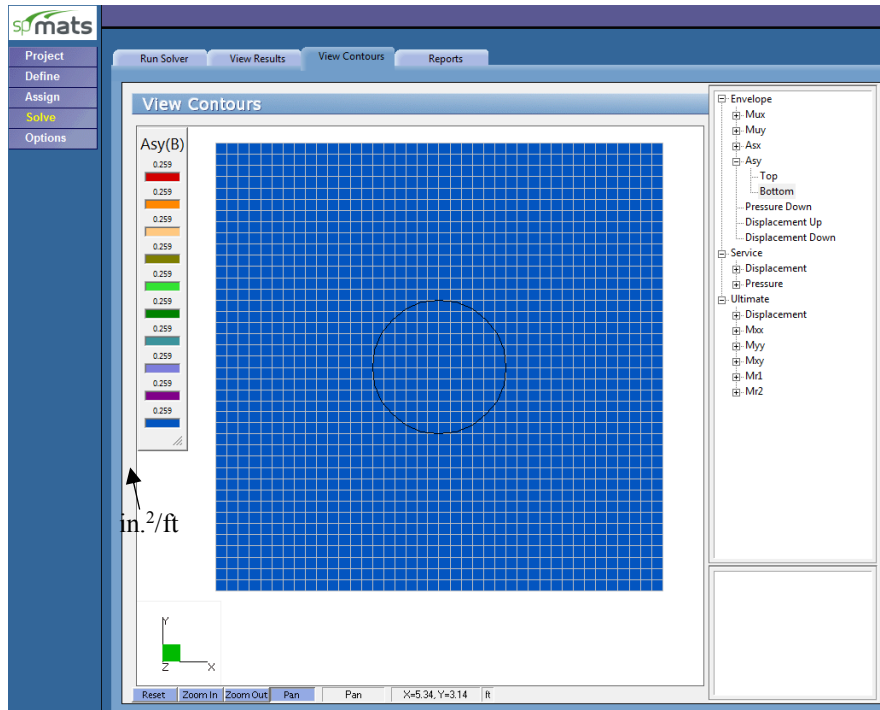 spmats
Project
Define
Assign
Solve
Options
Run Solver
View Results
View Contours
Reports
View Contours
Asy(B)
0.259
0.259
0.259
0.259
0.259
0.259
0.259
0.259
0.259
0.259
in.²/ft
Y
Z
X
Reset
Zoom In
Zoom Out
Pan
Pan
X=5.34, Y=3.14
ft
Envelope
Mux
Muy
Asx
Asy
Top
Bottom
Pressure Down
Displacement Up
Displacement Down
Service
Displacement
Pressure
Ultimate
Displacement
Mxx
Myy
Mxy
Mr1
Mr2